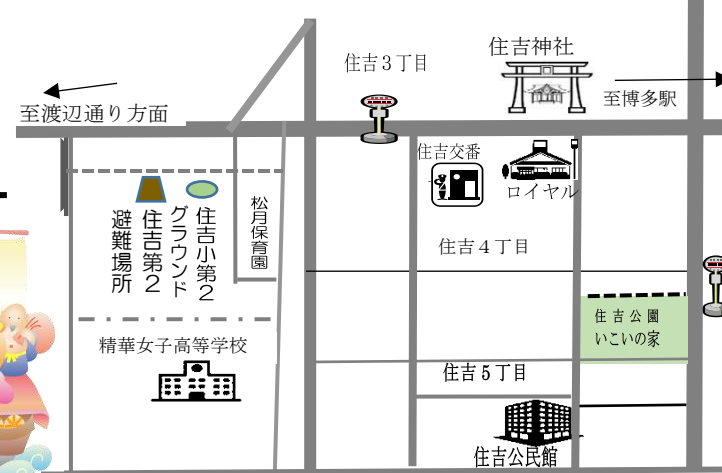 住吉神社
住吉３丁目
至博多駅
至渡辺通り方面
住吉交番
ロイヤル
松月保育園
住吉小第２
グラウンド
住吉第２
避難場所
住吉４丁目
住吉公園
いこいの家
精華女子高等学校
住吉５丁目
住吉公民館